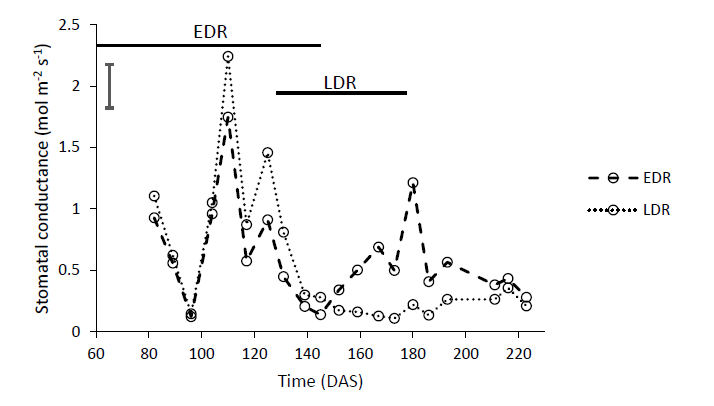 2.5
2
1.5
1
0.5
0
Stomatal conductance (mol m-2 s-1)
EDR
LDR
EDR
LDR
60 80 100 120 140 160 180 200 220
Time (DAS)